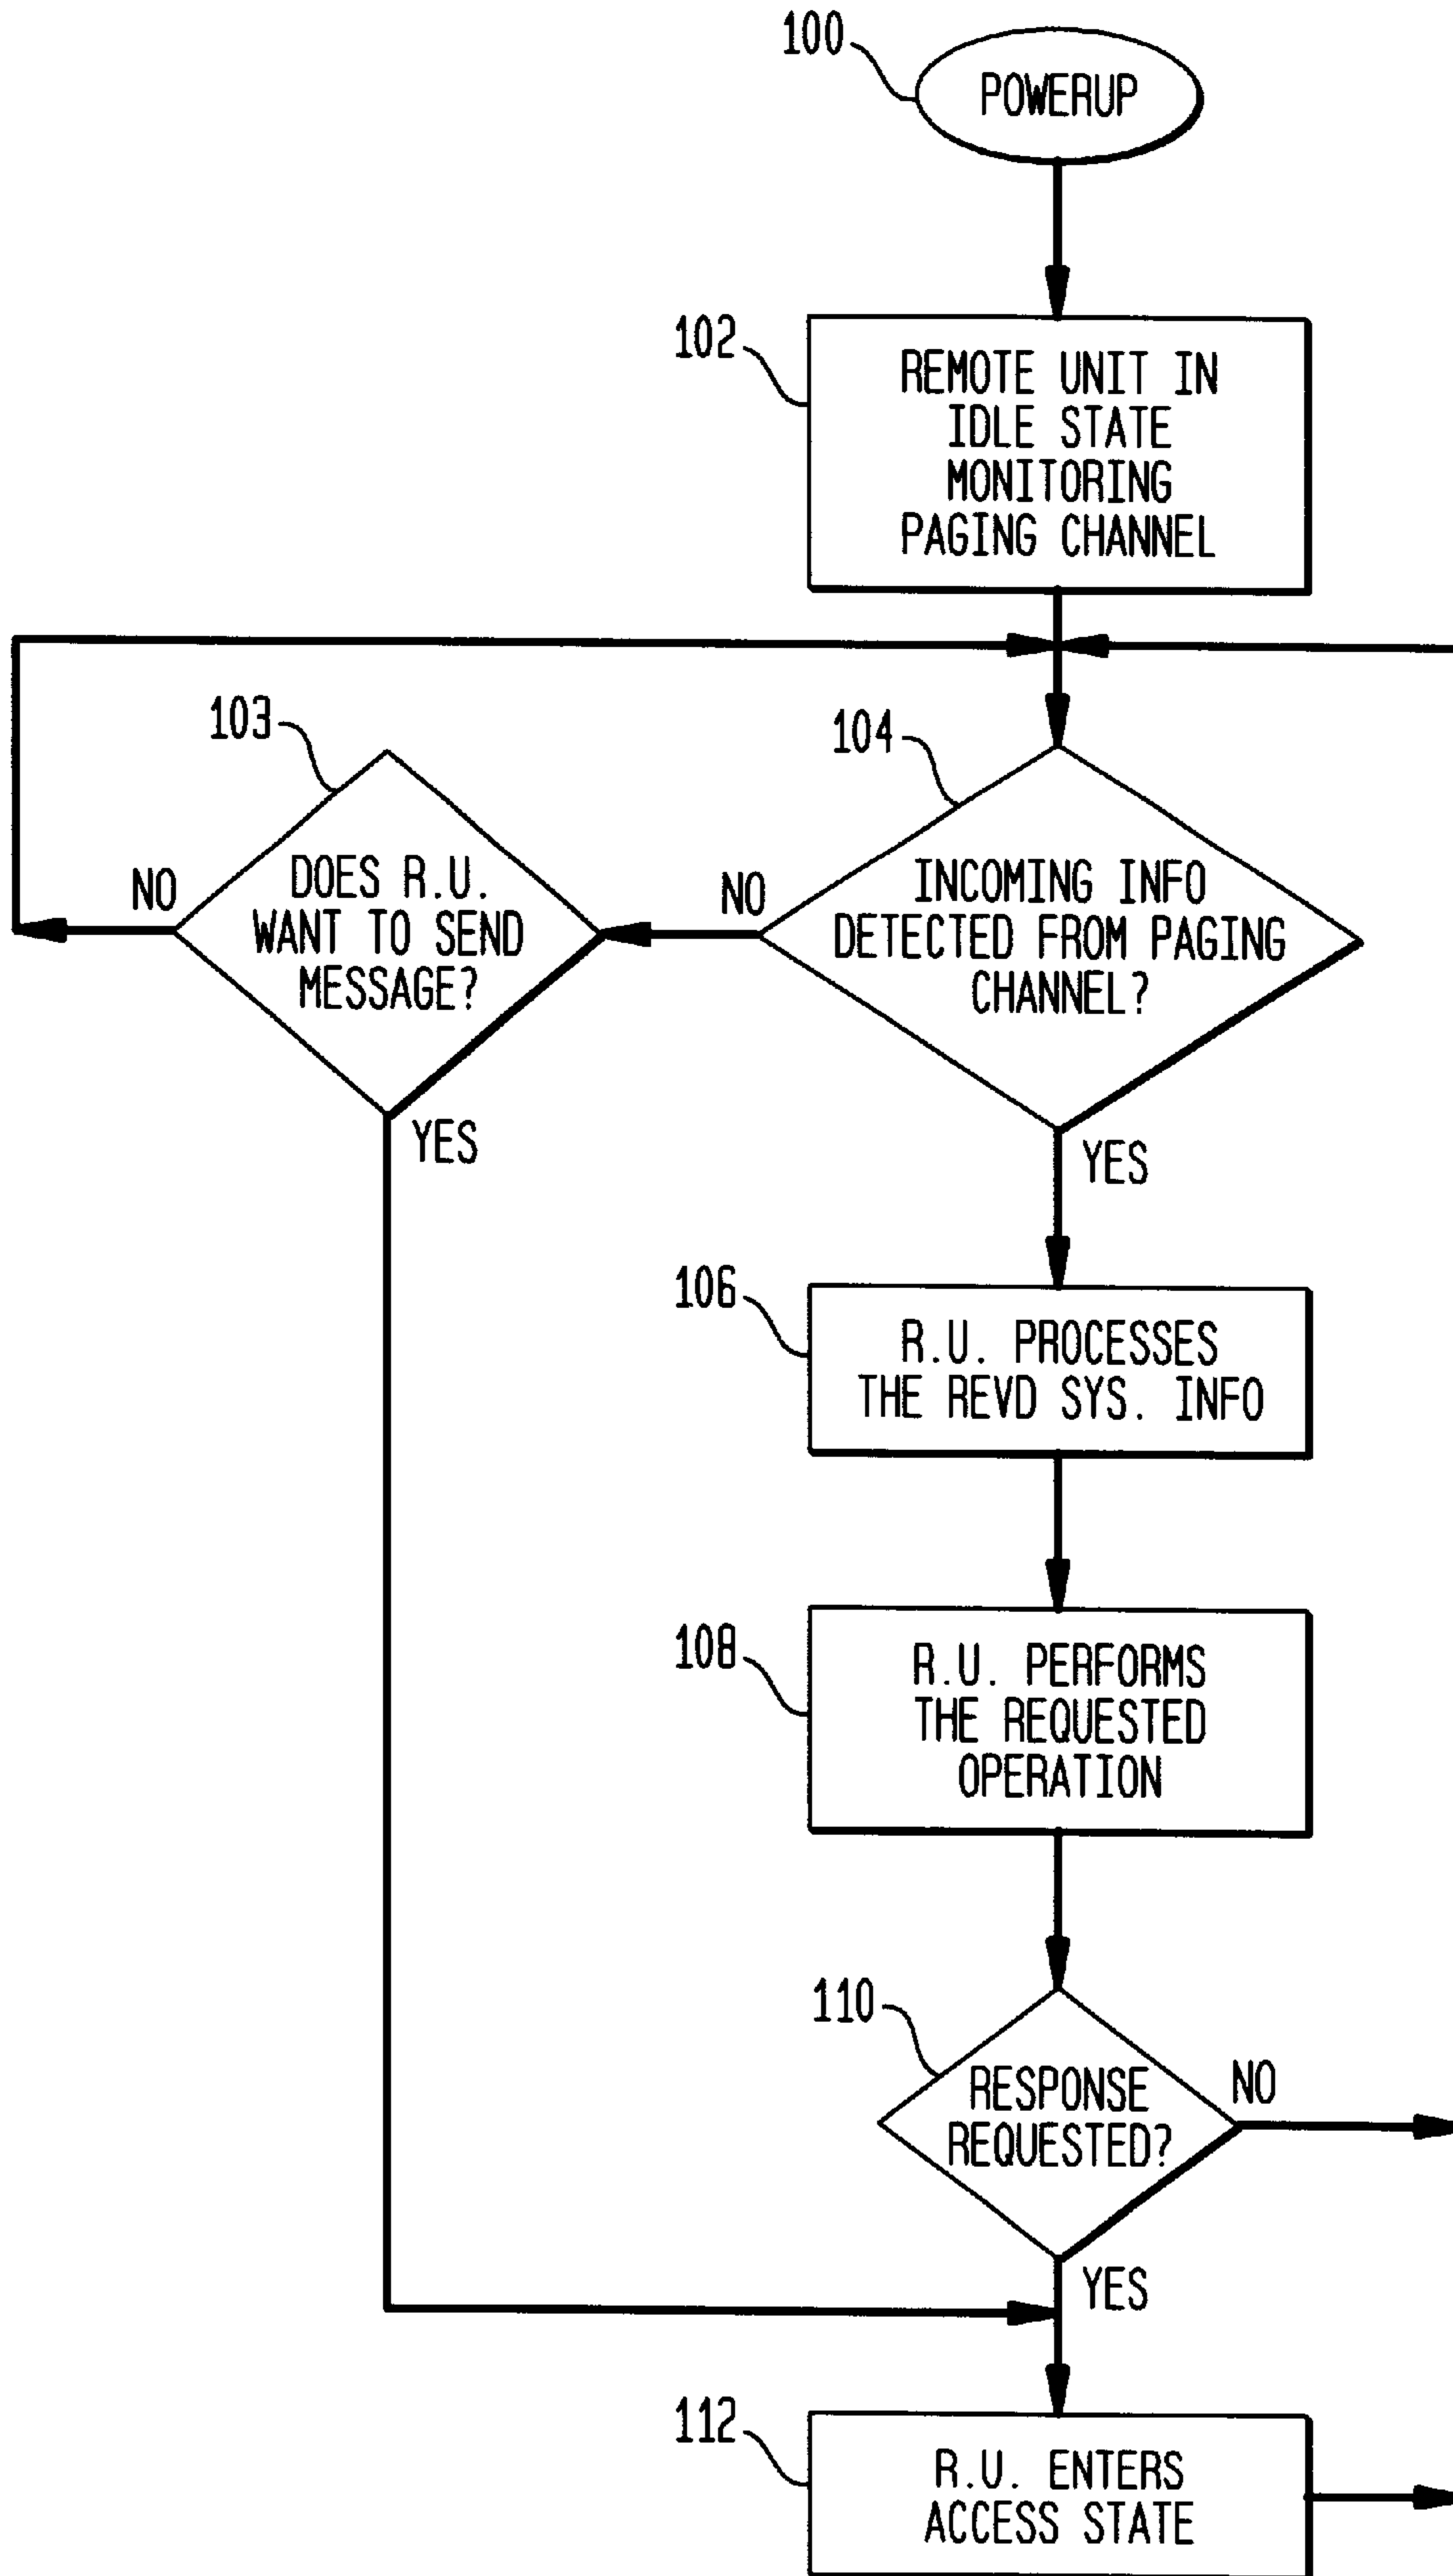 100
POWERUP
102
REMOTE UNIT IN
IDLE STATE
MONITORING
PAGING CHANNEL
103
104
NO
DOES R.U.
WANT TO SEND
MESSAGE?
YES
NO
INCOMING INFO
DETECTED FROM PAGING
CHANNEL?
YES
106
R.U. PROCESSES
THE REVD SYS. INFO
108
R.U. PERFORMS
THE REQUESTED
OPERATION
110
RESPONSE
REQUESTED?
NO
YES
112
R.U. ENTERS
ACCESS STATE